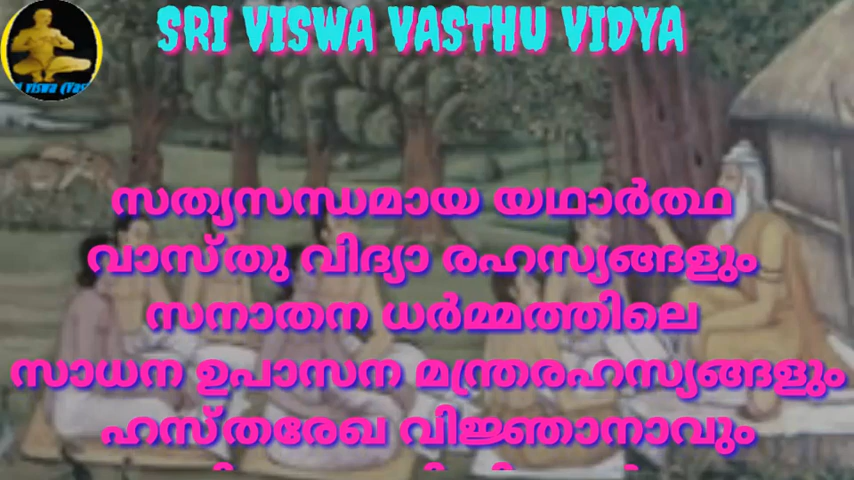 SRI VISWA VASTHU VIDYA
സത്യസന്ധമായ യഥാർത്ഥ
വാസ്തു വിദ്യാ രഹസ്യങ്ങളും
സനാതന ധർമ്മത്തിലെ
സാധന ഉപാസന മന്ത്രരഹസ്യങ്ങളും
ഹസ്തരേഖ വിജ്ഞാനാവും